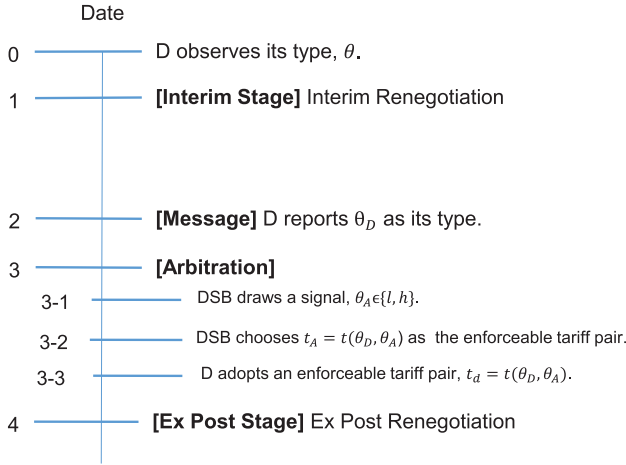 Date
0 D observes its type, θ.
1 [Interim Stage] Interim Renegotiation
2 [Message] D reports θ_D as its type.
3 [Arbitration]
3-1 DSB draws a signal, θ_A ϵ{l, h}.
3-2 DSB chooses t_A = t(θ_D, θ_A) as the enforceable tariff pair.
3-3 D adopts an enforceable tariff pair, t_d = t(θ_D, θ_A).
4 [Ex Post Stage] Ex Post Renegotiation